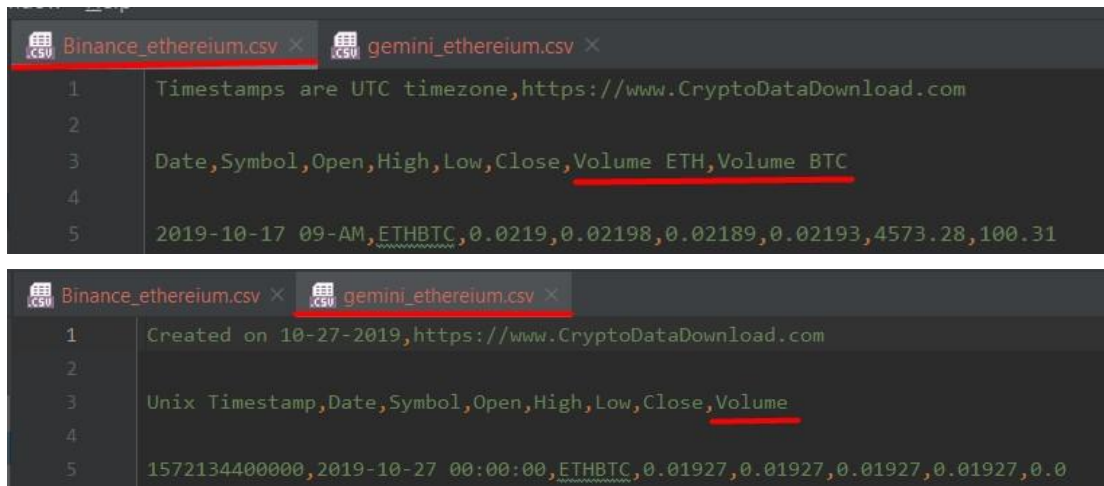 Binance_ethereium.csv × gemini_ethereium.csv ×
1 Timestamps are UTC timezone,https://www.CryptoDataDownload.com
2
3 Date,Symbol,Open,High,Low,Close,Volume ETH,Volume BTC
4
5 2019-10-17 09-AM,ETHBTC,0.0219,0.02198,0.02189,0.02193,4573.28,100.31
Binance_ethereium.csv × gemini_ethereium.csv ×
1 Created on 10-27-2019,https://www.CryptoDataDownload.com
2
3 Unix Timestamp,Date,Symbol,Open,High,Low,Close,Volume
4
5 1572134400000,2019-10-27 00:00:00,ETHBTC,0.01927,0.01927,0.01927,0.01927,0.0